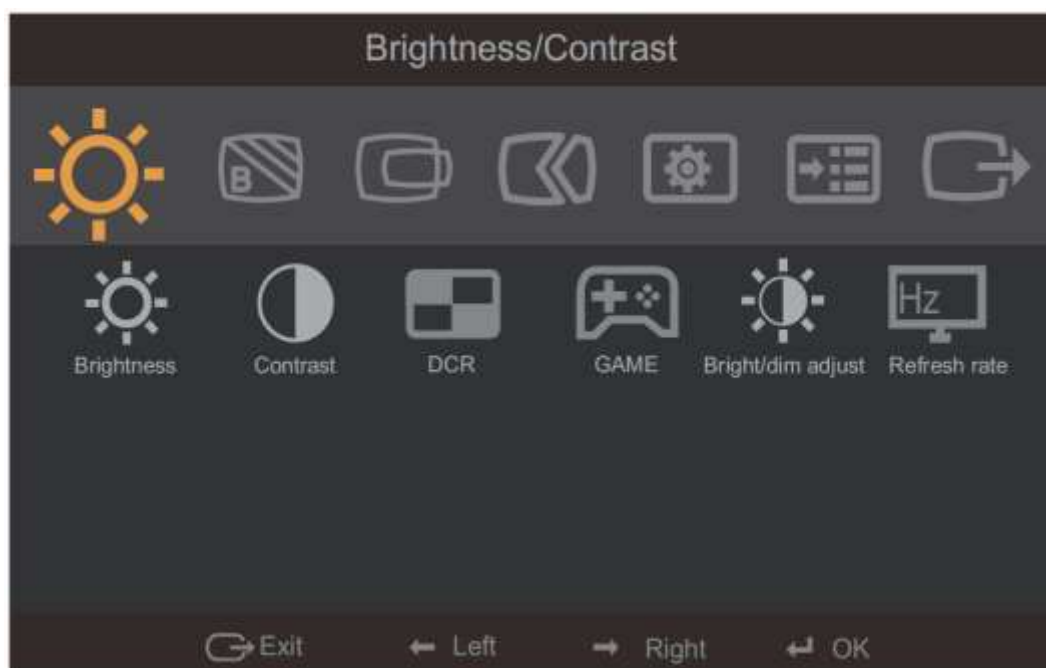 Brightness/Contrast
B
Brightness Contrast DCR GAME Bright/dim adjust Refresh rate
Hz
Exit Left Right OK